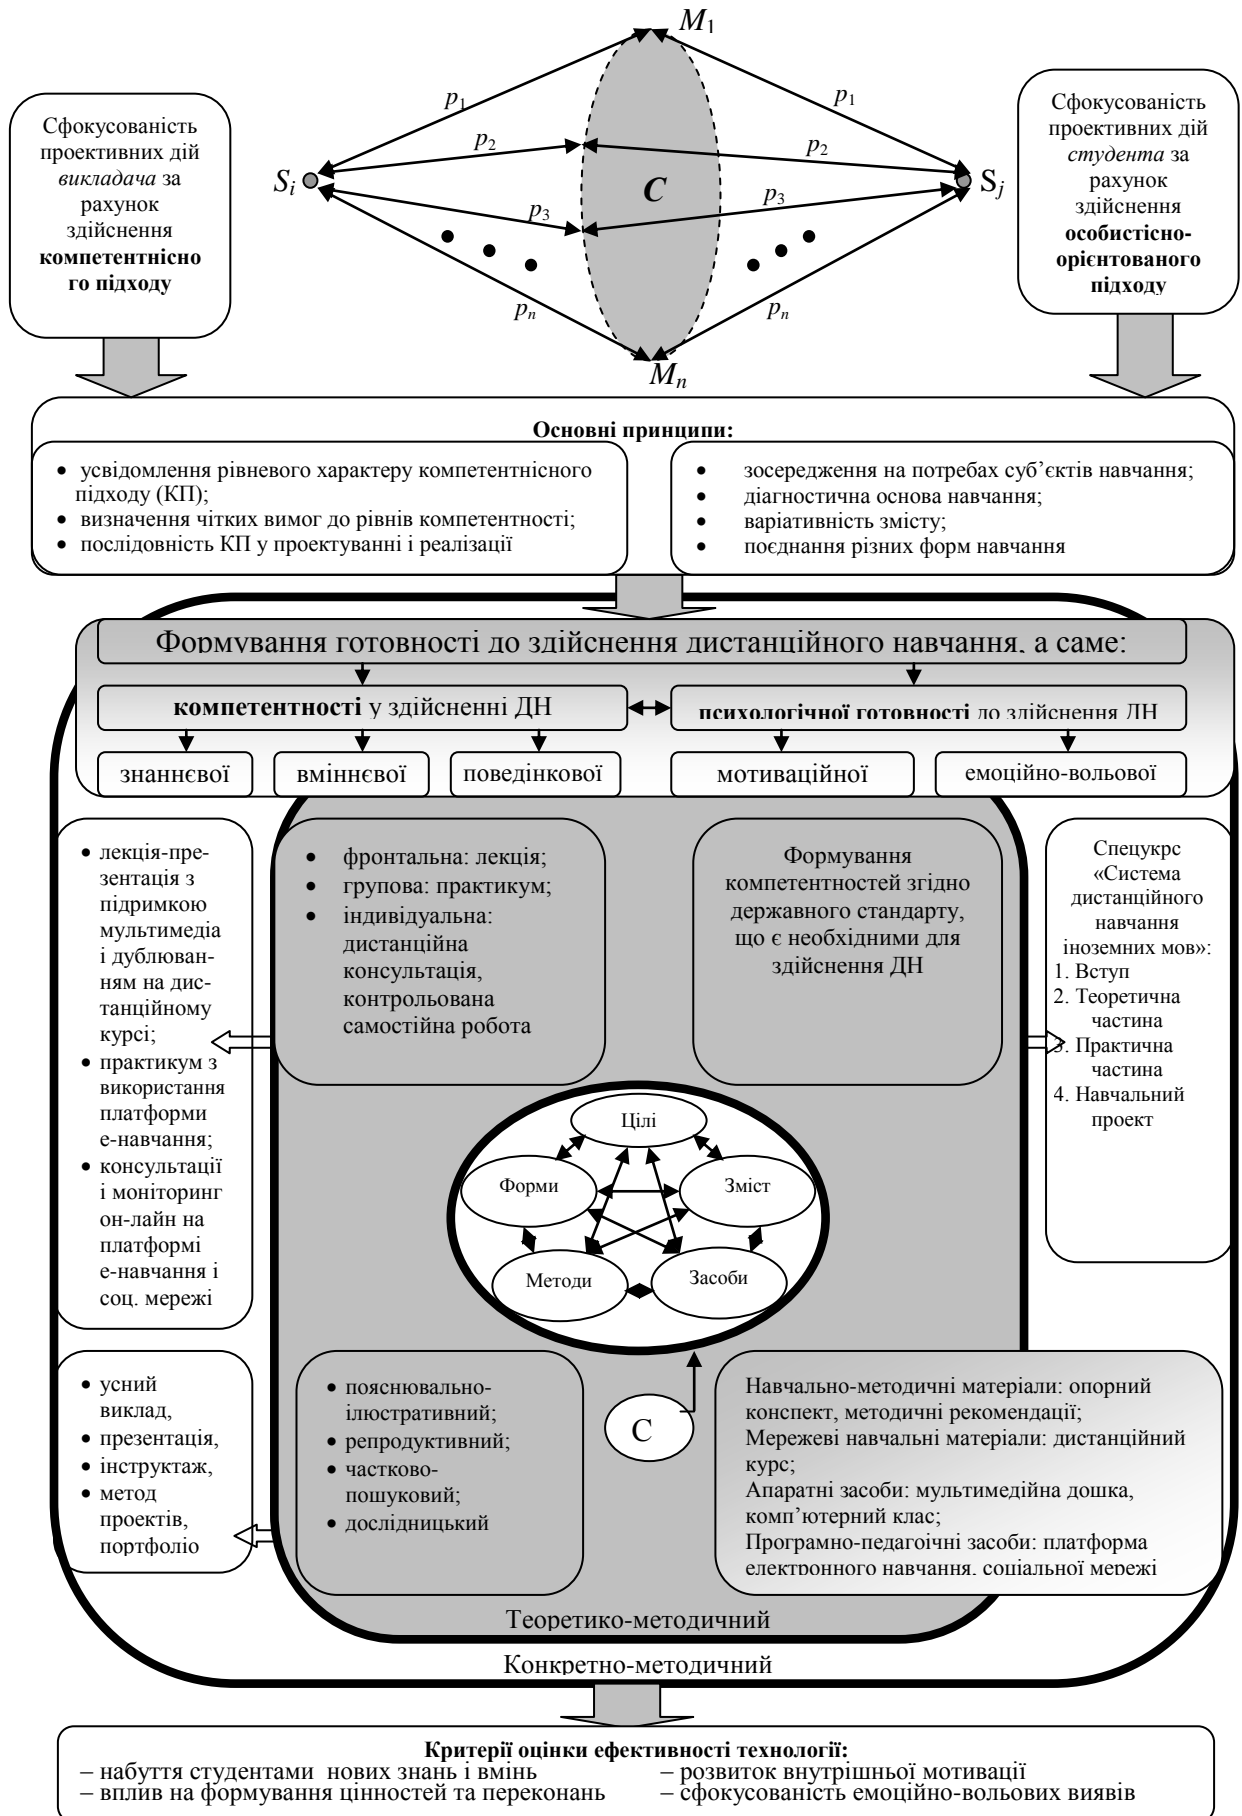 M1
Сфокусованість
проективних дій
викладача за
рахунок
здійснення
компетентнісно
го підходу
Si
p1
p2
p3
pn
C
p1
p2
p3
pn
Sj
Mn
Сфокусованість
проективних дій
студента за
рахунок
здійснення
особистісно-
орієнтованого
підходу
Основні принципи:
• усвідомлення рівневого характеру компетентнісного
підходу (КП);
• визначення чітких вимог до рівнів компетентності;
• послідовність КП у проектуванні і реалізації
• зосередження на потребах суб’єктів навчання;
• діагностична основа навчання;
• варіативність змісту;
• поєднання різних форм навчання
Формування готовності до здійснення дистанційного навчання, а саме:
компетентності у здійсненні ДН
психологічної готовності до здійснення ДН
знаннєвої
вміннєвої
поведінкової
мотиваційної
емоційно-вольової
• лекція-пре-
зентація з
підримкою
мультимедіа
і дублюван-
ням на дис-
танційному
курсі;
• практикум з
використання
платформи
е-навчання;
• консультації
і моніторинг
он-лайн на
платформі
е-навчання і
соц. мережі
• фронтальна: лекція;
• групова: практикум;
• індивідуальна:
дистанційна
консультація,
контрольована
самостійна робота
Формування
компетентностей згідно
державного стандарту,
що є необхідними для
здійснення ДН
Спецукрс
«Система
дистанційного
навчання
іноземних мов»:
1. Вступ
2. Теоретична
частина
3. Практична
частина
4. Навчальний
проект
Цілі
Форми
Зміст
Методи
Засоби
C
• усний
виклад,
• презентація,
• інструктаж,
• метод
проектів,
портфоліо
• пояснювально-
ілюстративний;
• репродуктивний;
• частково-
пошуковий;
• дослідницький
Навчально-методичні матеріали: опорний
конспект, методичні рекомендації;
Мережеві навчальні матеріали: дистанційний
курс;
Апаратні засоби: мультимедійна дошка,
комп’ютерний клас;
Програмно-педагоічні засоби: платформа
електронного навчання, соціальної мережі
Теоретико-методичний
Конкретно-методичний
Критерії оцінки ефективності технології:
– набуття студентами нових знань і вмінь
– вплив на формування цінностей та переконань
– розвиток внутрішньої мотивації
– сфокусованість емоційно-вольових виявів